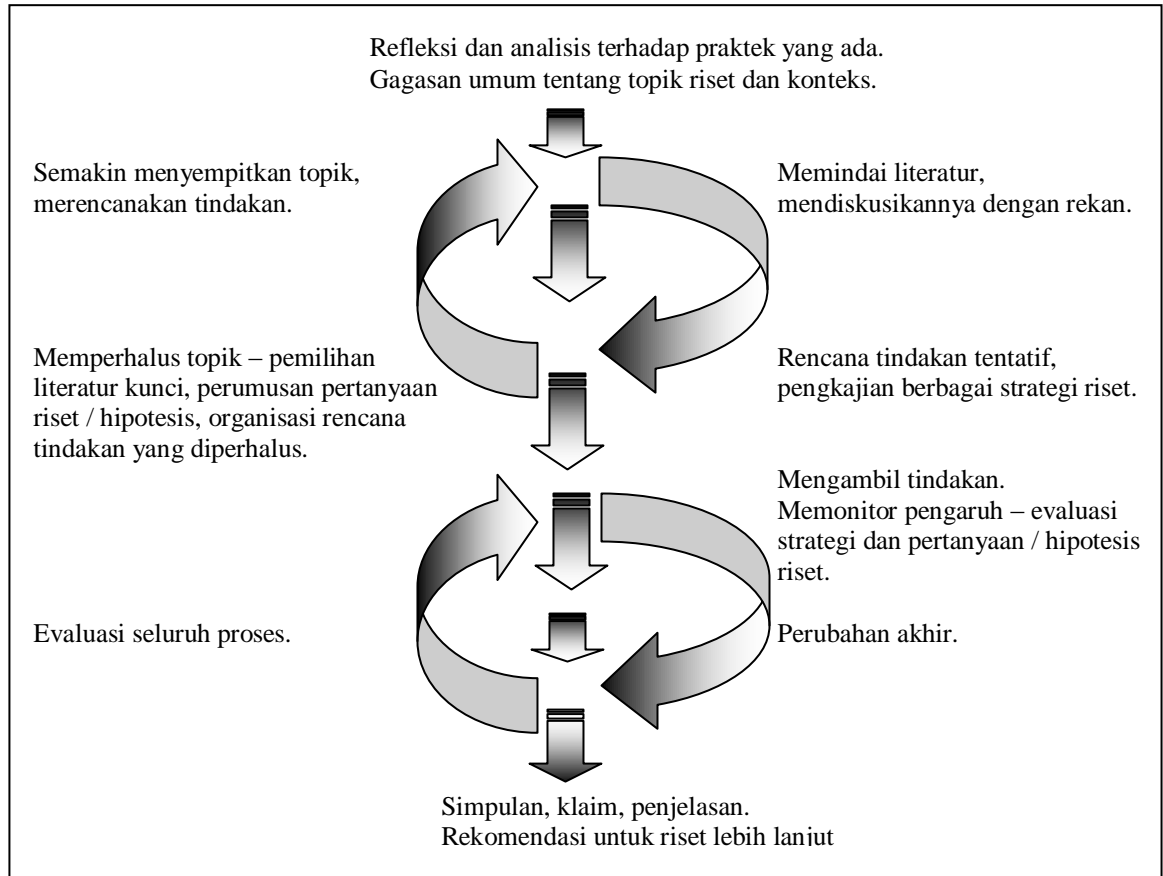 Refleksi dan analisis terhadap praktek yang ada.
Gagasan umum tentang topik riset dan konteks.
Semakin menyempitkan topik,
merencanakan tindakan.
Memindai literatur,
mendiskusikannya dengan rekan.
Memperhalus topik – pemilihan
literatur kunci, perumusan pertanyaan
riset / hipotesis, organisasi rencana
tindakan yang diperhalus.
Rencana tindakan tentatif,
pengkajian berbagai strategi riset.
Mengambil tindakan.
Memonitor pengaruh – evaluasi
strategi dan pertanyaan / hipotesis
riset.
Evaluasi seluruh proses.
Perubahan akhir.
Simpulan, klaim, penjelasan.
Rekomendasi untuk riset lebih lanjut